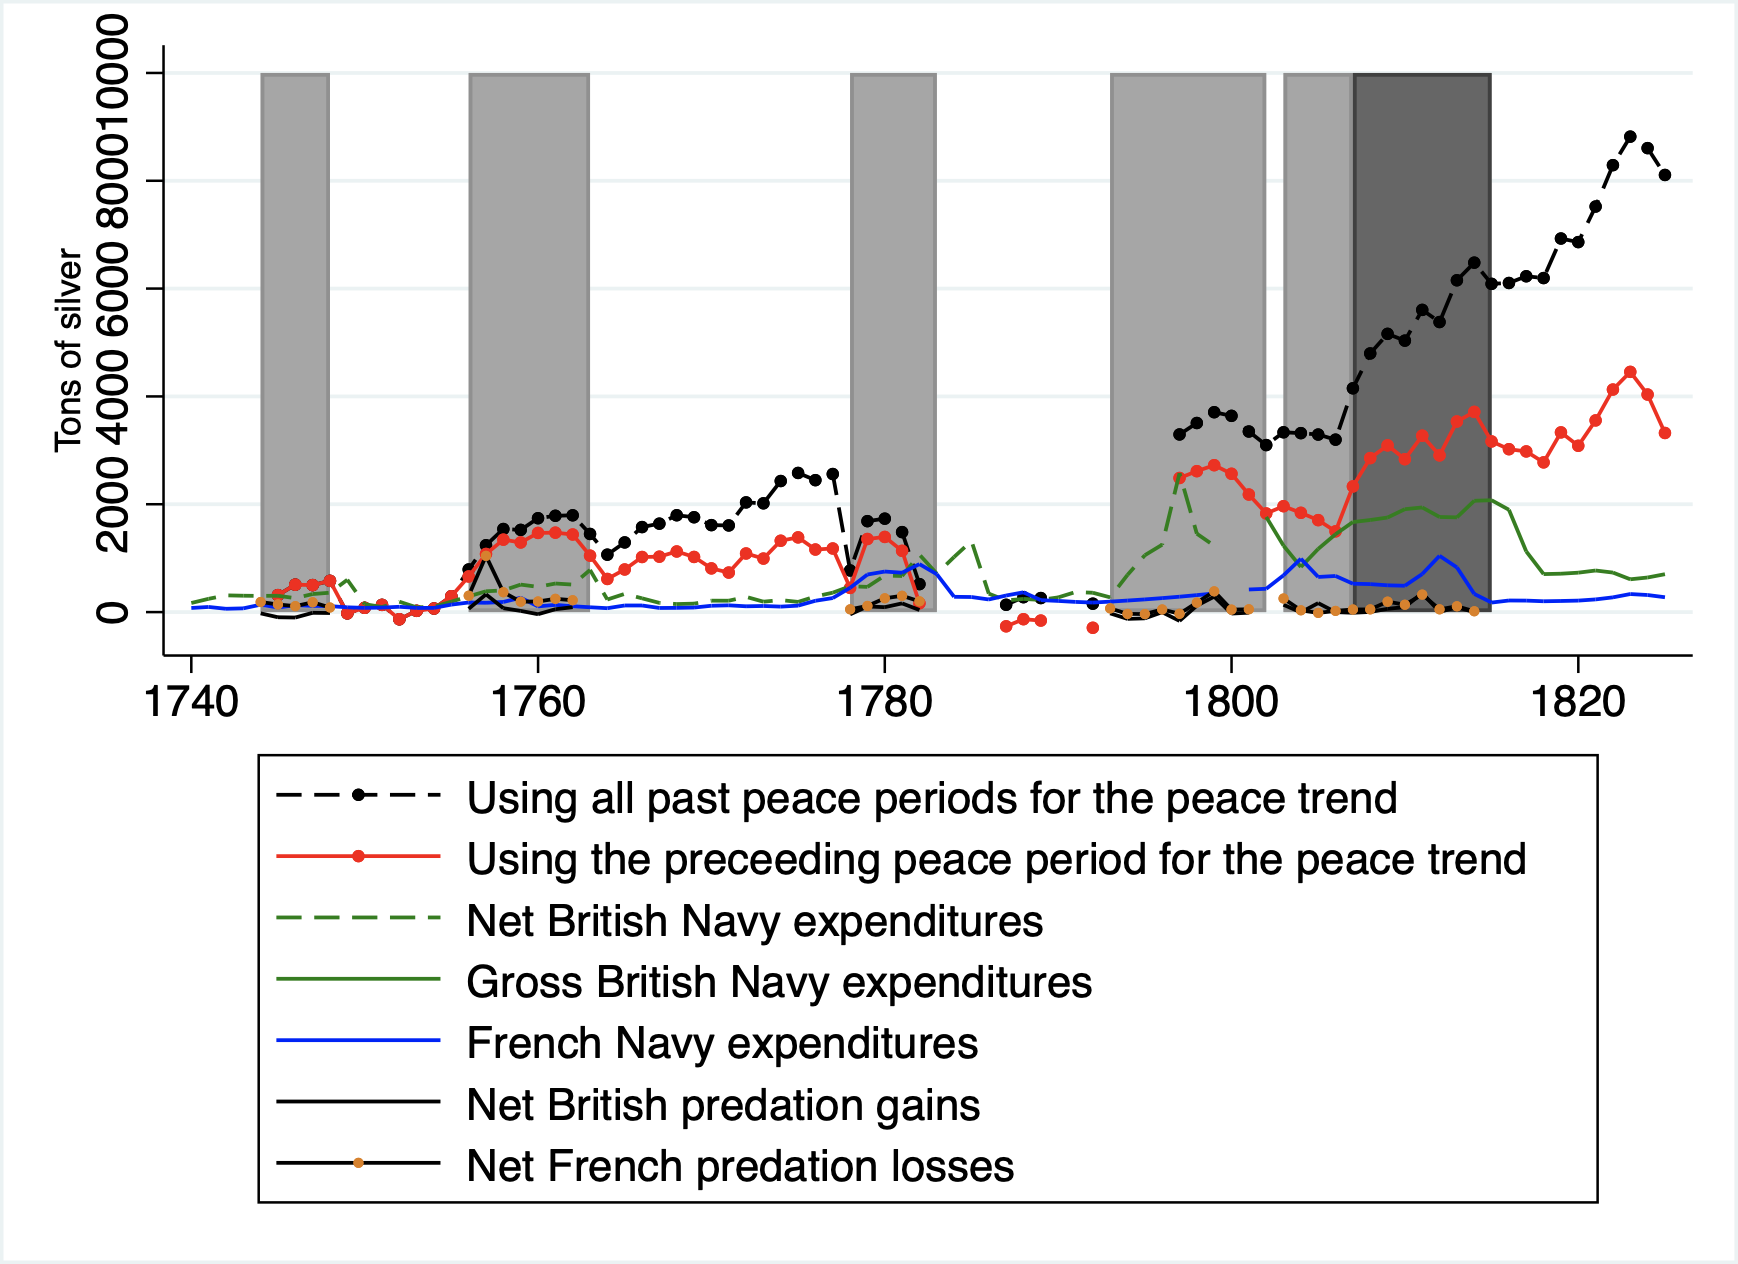 Tons of silver
10000
8000
6000
4000
2000
0
1740 1760 1780 1800 1820
Using all past peace periods for the peace trend
Using the preceeding peace period for the peace trend
Net British Navy expenditures
Gross British Navy expenditures
French Navy expenditures
Net British predation gains
Net French predation losses